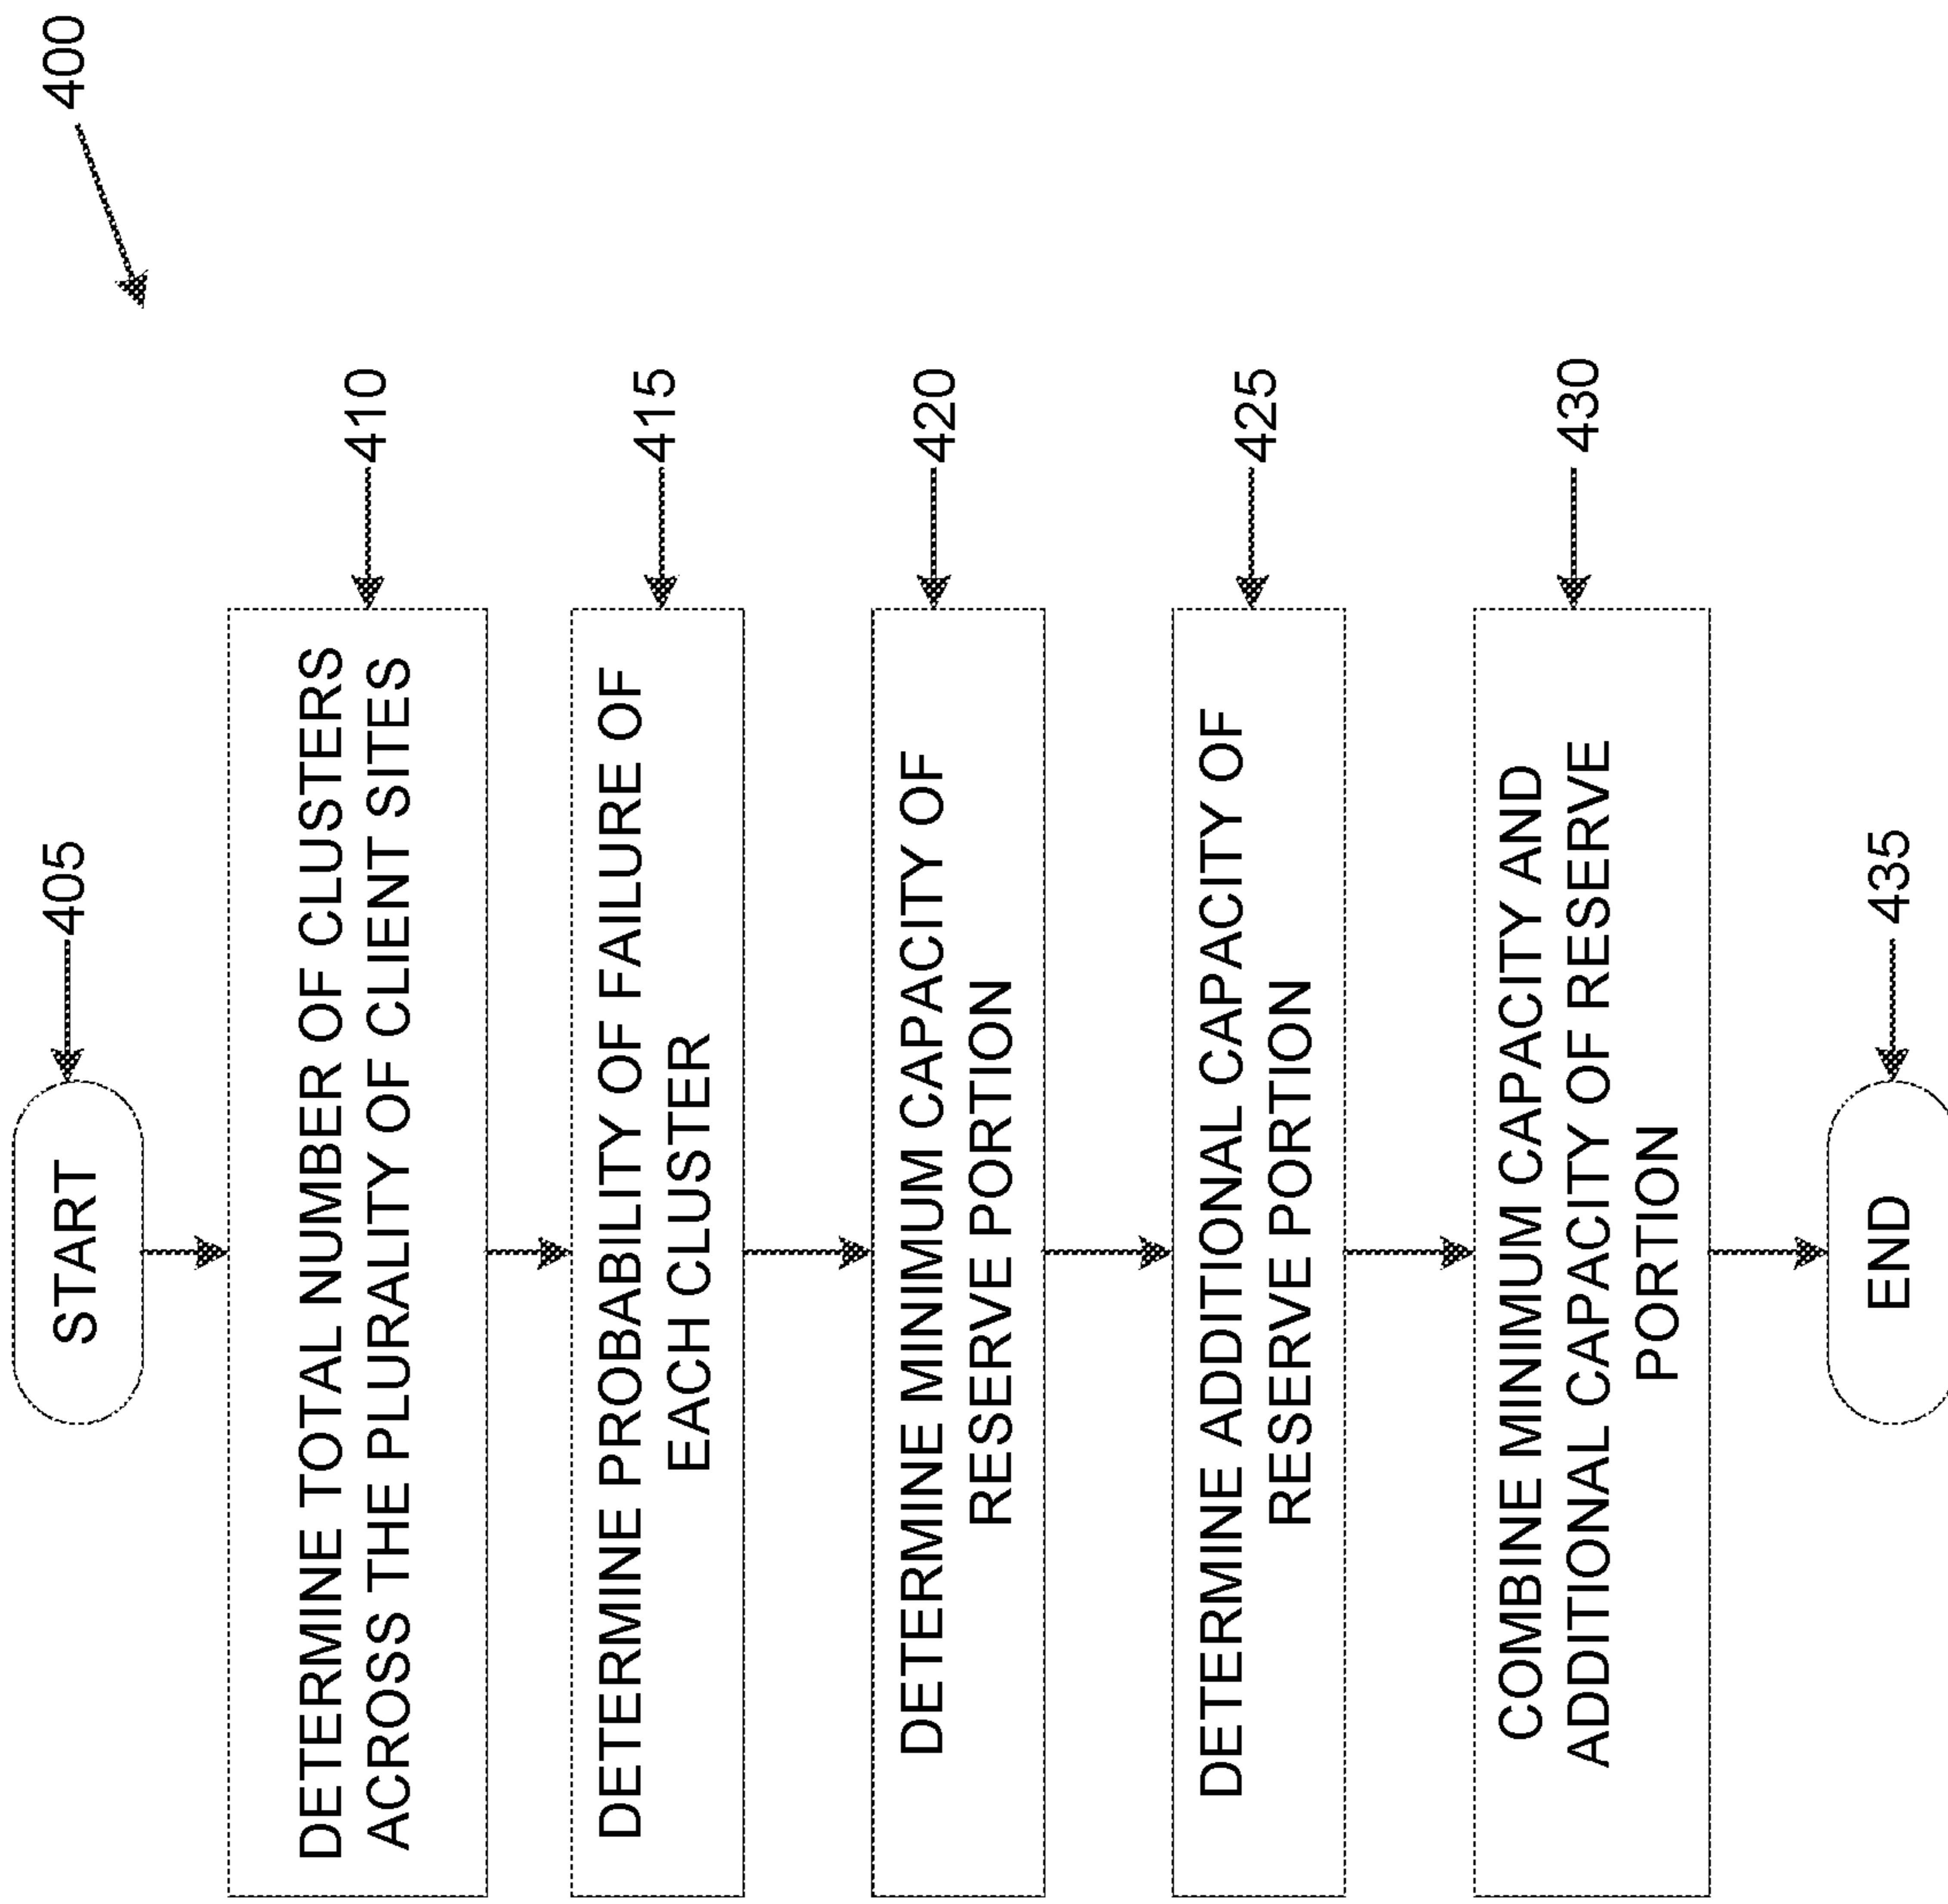 400
START
405
DETERMINE TOTAL NUMBER OF CLUSTERS
ACROSS THE PLURALITY OF CLIENT SITES
410
DETERMINE PROBABILITY OF FAILURE OF
EACH CLUSTER
415
DETERMINE MINIMUM CAPACITY OF
RESERVE PORTION
420
DETERMINE ADDITIONAL CAPACITY OF
RESERVE PORTION
425
COMBINE MINIMUM CAPACITY AND
ADDITIONAL CAPACITY OF RESERVE
PORTION
430
END
435